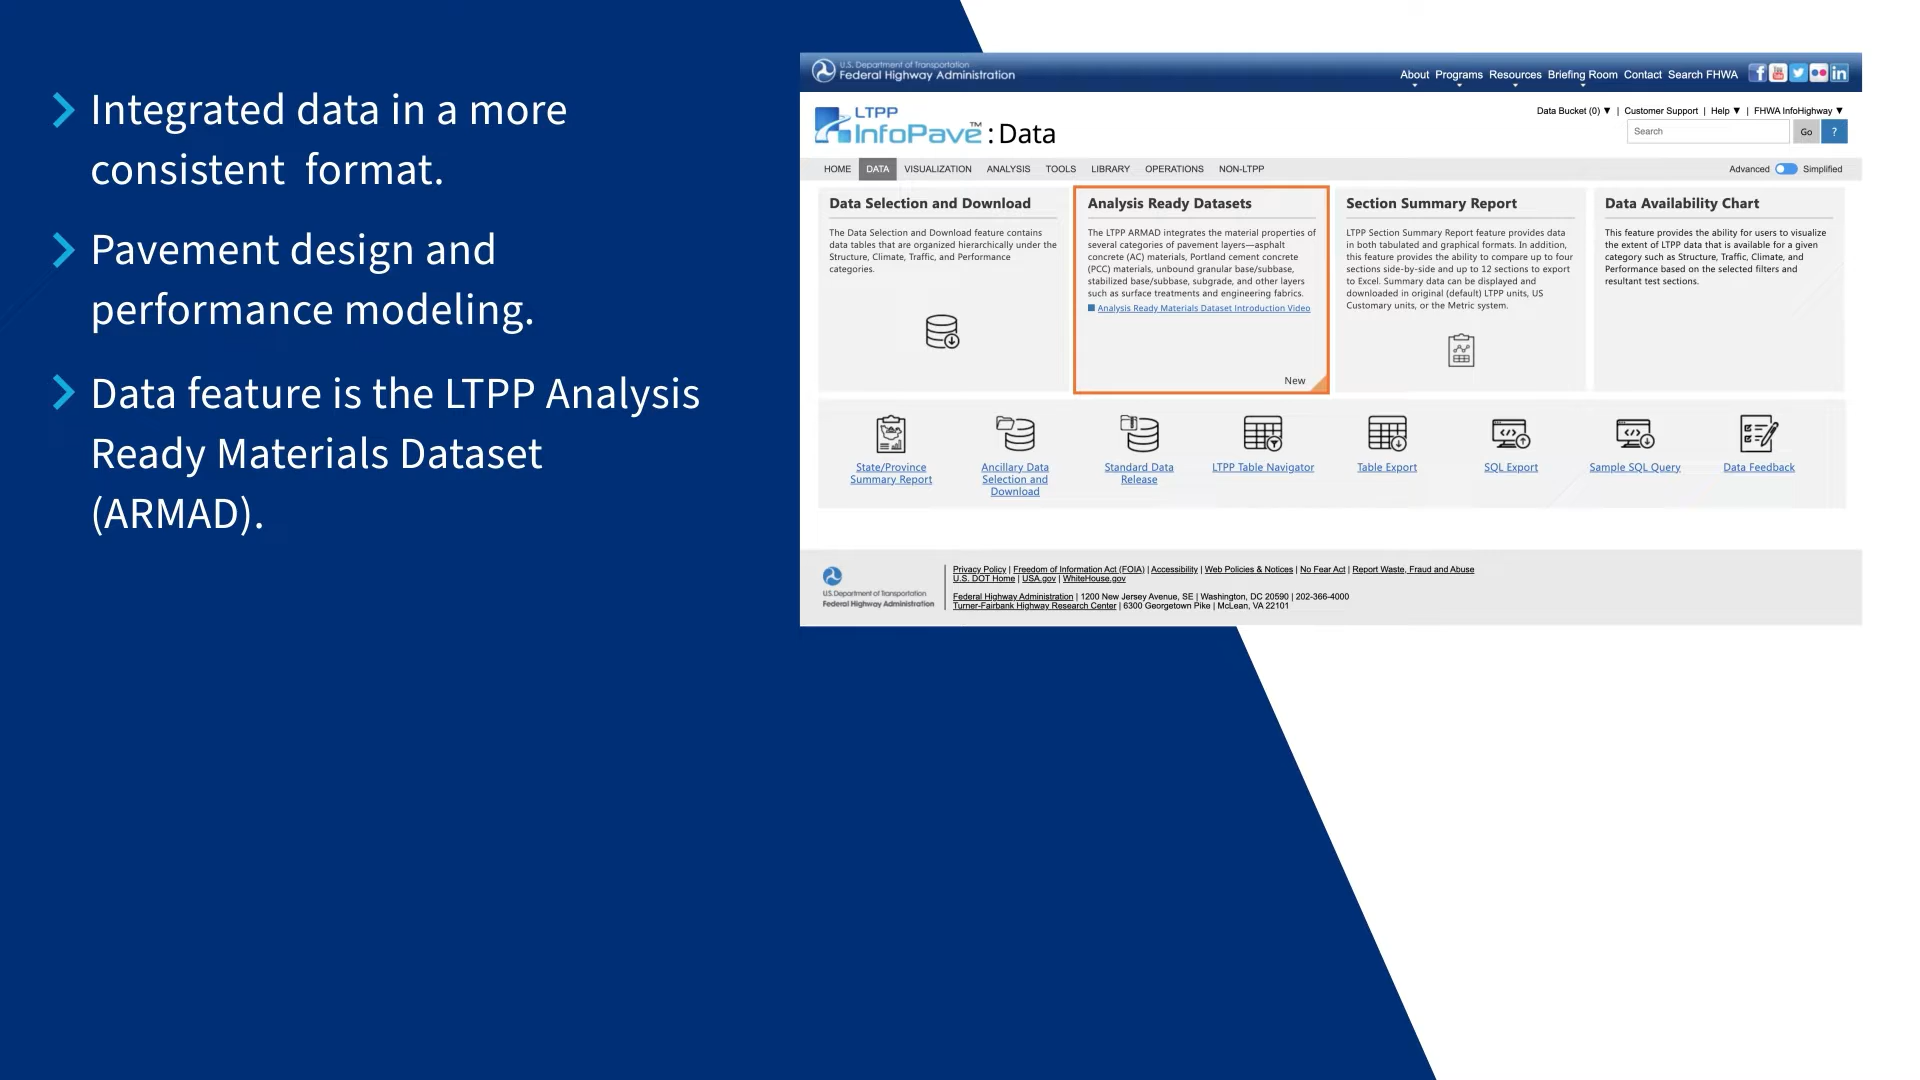 Integrated data in a more
consistent format.
Pavement design and
performance modeling.
Data feature is the LTPP Analysis
Ready Materials Dataset
(ARMAD).
U.S. Department of Transportation
Federal Highway Administration
About Programs Resources Briefing Room Contact Search FHWA
LTPP
InfoPave™ : Data
Data Bucket (0) ▼ | Customer Support | Help ▼ | FHWA InfoHighway ▼
Search Go ?
HOME DATA VISUALIZATION ANALYSIS TOOLS LIBRARY OPERATIONS NON-LTPP
Advanced Simplified
Data Selection and Download
The Data Selection and Download feature contains
data tables that are organized hierarchically under the
Structure, Climate, Traffic, and Performance
categories.
Analysis Ready Datasets
The LTPP ARMAD integrates the material properties of
several categories of pavement layers—asphalt
concrete (AC) materials, Portland cement concrete
(PCC) materials, unbound granular base/subbase,
stabilized base/subbase, subgrade, and other layers
such as surface treatments and engineering fabrics.
Analysis Ready Materials Dataset Introduction Video
New
Section Summary Report
LTPP Section Summary Report feature provides data
in both tabulated and graphical formats. In addition,
this feature provides the ability to compare up to four
sections side-by-side and up to 12 sections to export
to Excel. Summary data can be displayed and
downloaded in original (default) LTPP units, US
Customary units, or the Metric system.
Data Availability Chart
This feature provides the ability for users to visualize
the extent of LTPP data that is available for a given
category such as Structure, Traffic, Climate, and
Performance based on the selected filters and
resultant test sections.
State/Province
Summary Report
Ancillary Data
Selection and
Download
Standard Data
Release
LTPP Table Navigator
Table Export
SQL Export
Sample SQL Query
Data Feedback
U.S. Department of Transportation
Federal Highway Administration
Privacy Policy | Freedom of Information Act (FOIA) | Accessibility | Web Policies & Notices | No Fear Act | Report Waste, Fraud and Abuse
U.S. DOT Home | USA.gov | WhiteHouse.gov
Federal Highway Administration | 1200 New Jersey Avenue, SE | Washington, DC 20590 | 202-366-4000
Turner-Fairbank Highway Research Center | 6300 Georgetown Pike | McLean, VA 22101